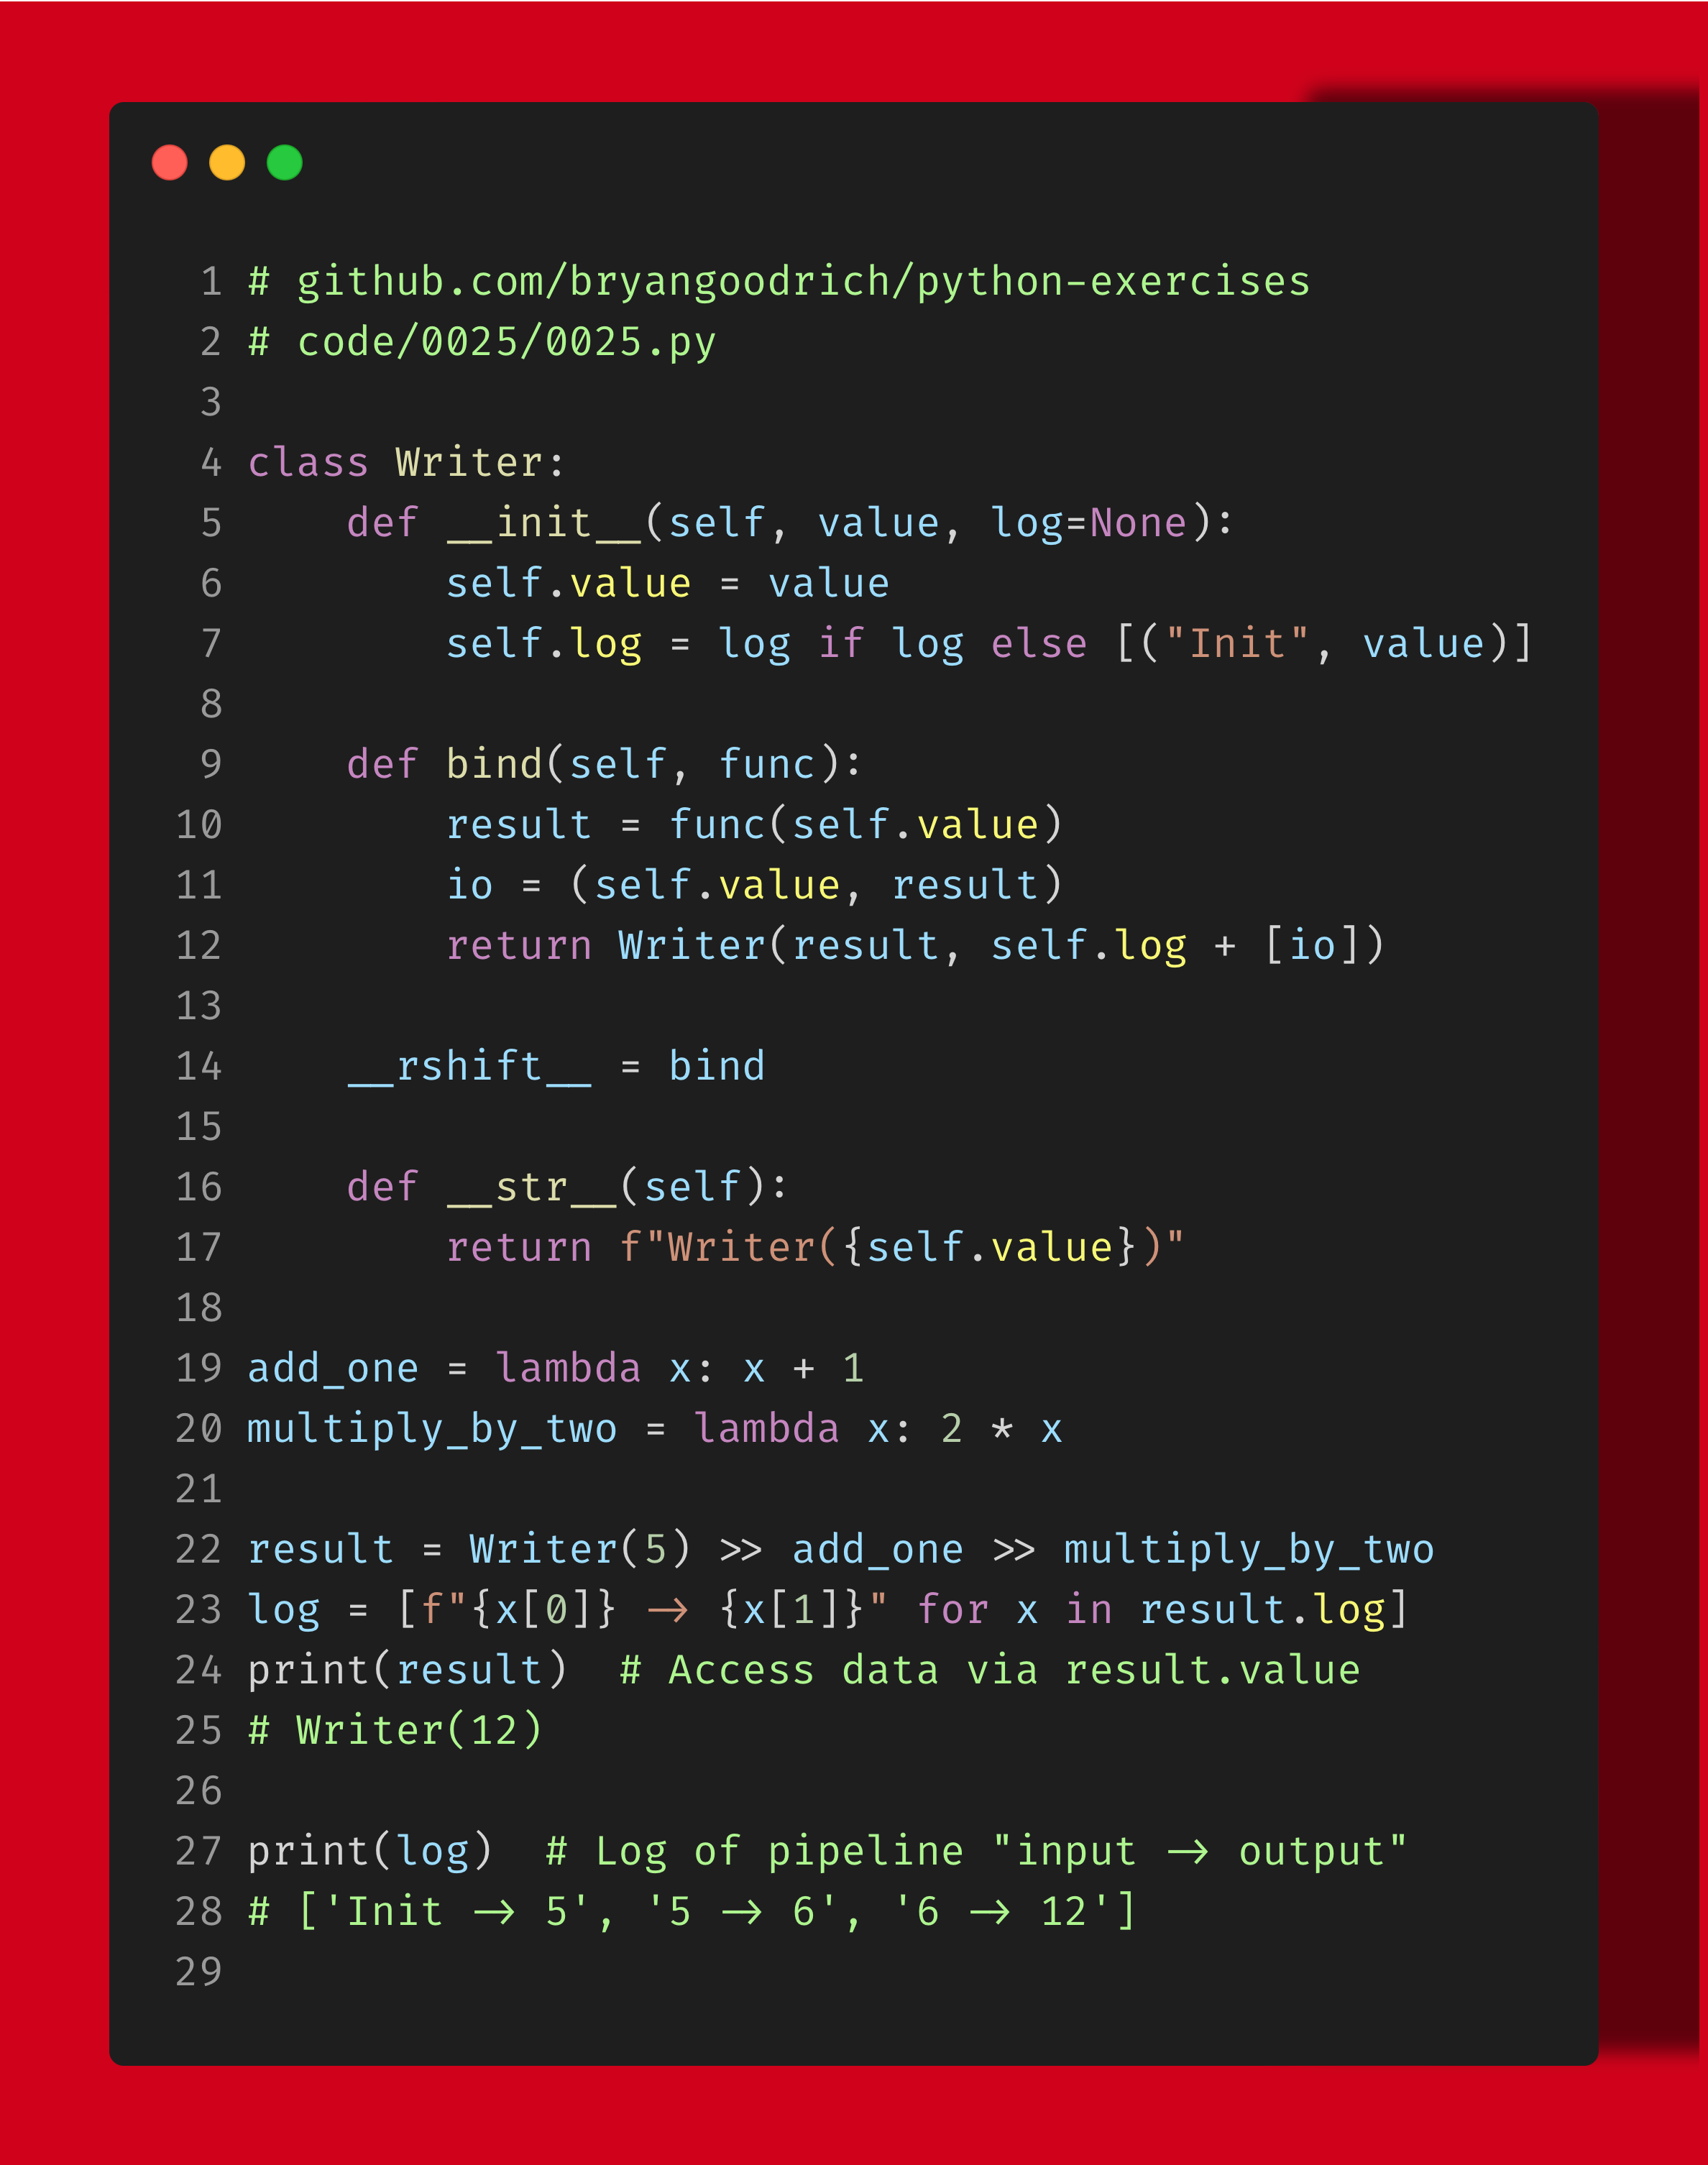 1 # github.com/bryangoodrich/python-exercises
2 # code/0025/0025.py
3
4 class Writer:
5     def __init__(self, value, log=None):
6         self.value = value
7         self.log = log if log else [("Init", value)]
8
9     def bind(self, func):
10         result = func(self.value)
11         io = (self.value, result)
12         return Writer(result, self.log + [io])
13
14     __rshift__ = bind
15
16     def __str__(self):
17         return f"Writer({self.value})"
18
19 add_one = lambda x: x + 1
20 multiply_by_two = lambda x: 2 * x
21
22 result = Writer(5) >> add_one >> multiply_by_two
23 log = [f"{x[0]} -> {x[1]}" for x in result.log]
24 print(result)  # Access data via result.value
25 # Writer(12)
26
27 print(log)  # Log of pipeline "input -> output"
28 # ['Init -> 5', '5 -> 6', '6 -> 12']
29